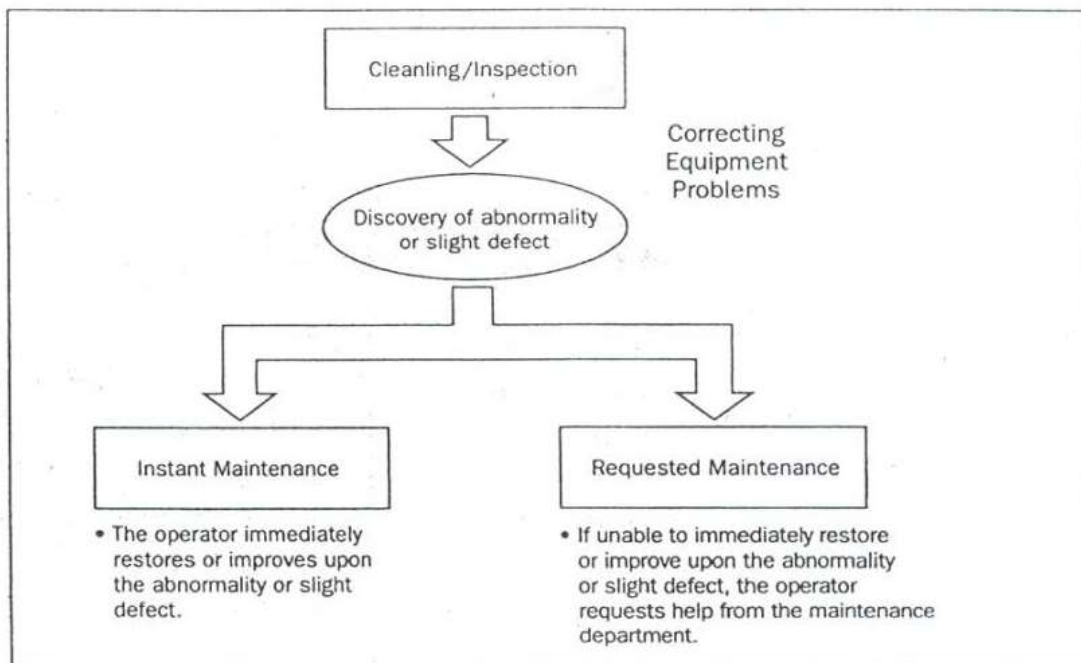 Cleanling/Inspection
Correcting
Equipment
Problems
Discovery of abnormality
or slight defect
Instant Maintenance
• The operator immediately
restores or improves upon
the abnormality or slight
defect.
Requested Maintenance
• If unable to immediately restore
or improve upon the abnormality
or slight defect, the operator
requests help from the maintenance
department.